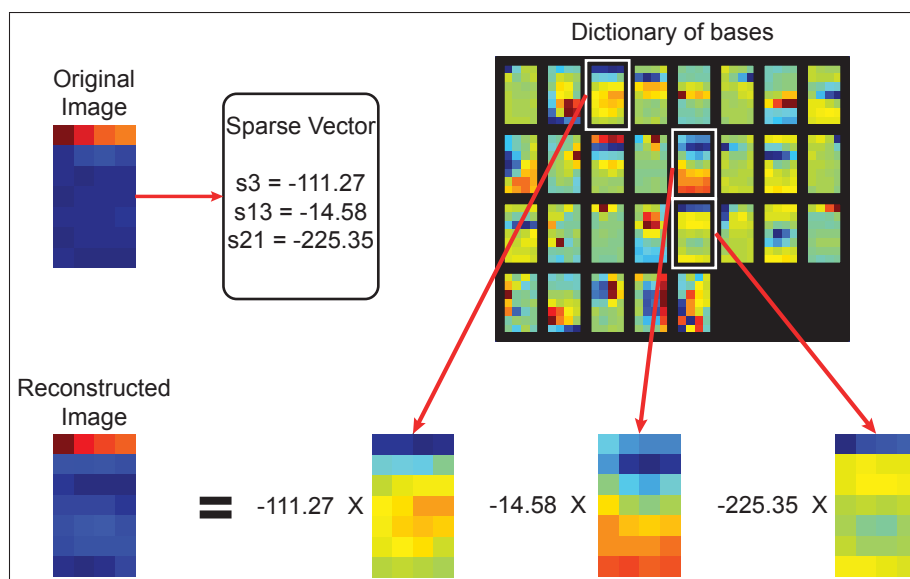 Dictionary of bases
Original
Image
Sparse Vector
s3 = -111.27
s13 = -14.58
s21 = -225.35
Reconstructed
Image
= -111.27 X -14.58 X -225.35 X